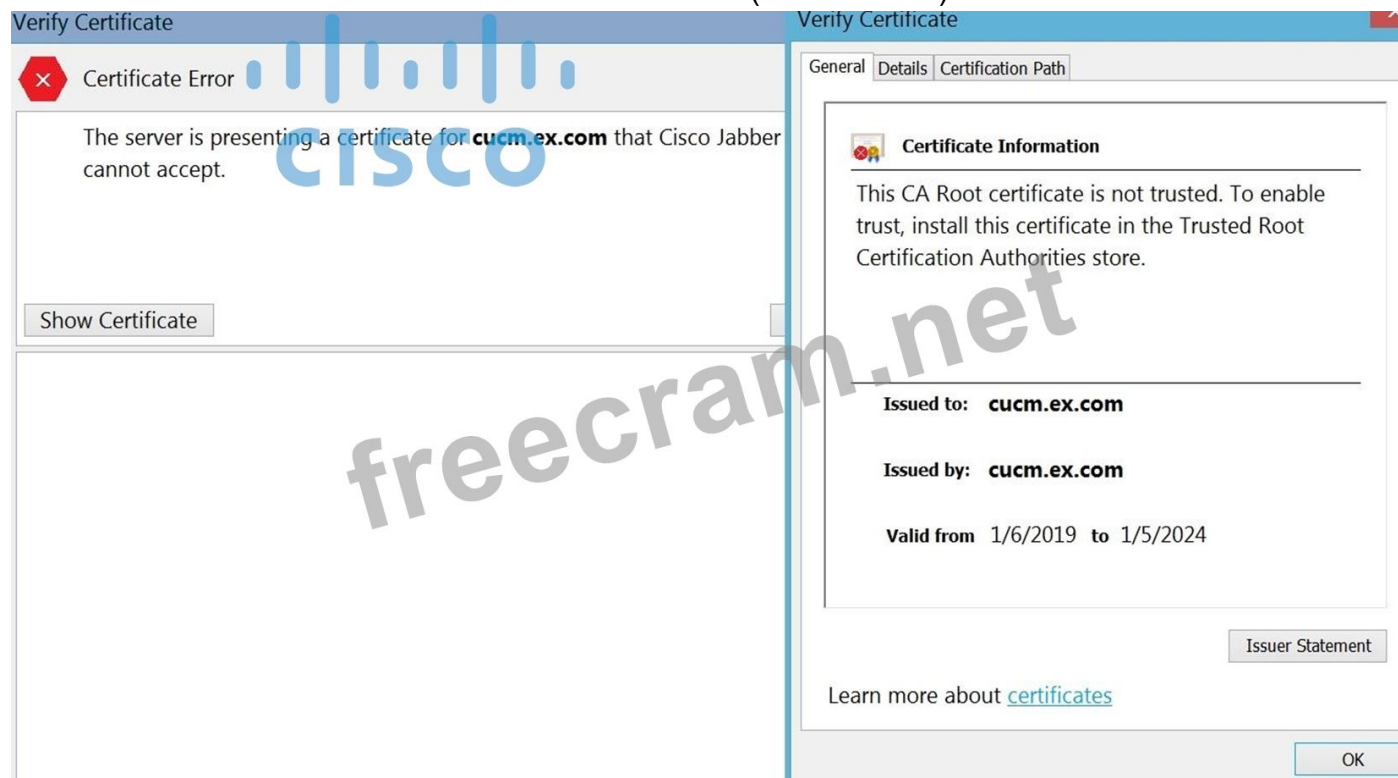 Verify Certificate
Certificate Error
The server is presenting a certificate for cucm.ex.com that Cisco Jabber
cannot accept.
Show Certificate
CISCO
freecram.net
Verify Certificate
General Details Certification Path
Certificate Information
This CA Root certificate is not trusted. To enable
trust, install this certificate in the Trusted Root
Certification Authorities store.
Issued to: cucm.ex.com
Issued by: cucm.ex.com
Valid from 1/6/2019 to 1/5/2024
Issuer Statement
Learn more about certificates
OK